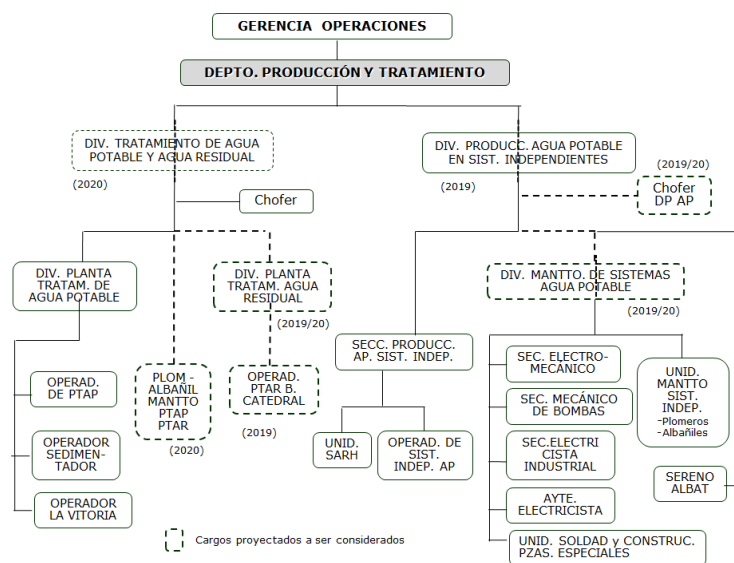 GERENCIA OPERACIONES
DEPTO. PRODUCCIÓN Y TRATAMIENTO
DIV. TRATAMIENTO DE AGUA
POTABLE Y AGUA RESIDUAL
(2020)
DIV. PRODUCC. AGUA POTABLE
EN SIST. INDEPENDIENTES
(2019)
(2019/20)
Chofer
DP AP
Chofer
DIV. PLANTA
TRATAM. DE
AGUA POTABLE
DIV. PLANTA
TRATAM. AGUA
RESIDUAL
(2019/20)
DIV. MANTTO. DE SISTEMAS
AGUA POTABLE
(2019/20)
SECC. PRODUCC.
AP. SIST. INDEP.
OPERAD.
DE PTAP
OPERADOR
SEDIMEN-
TADOR
OPERADOR
LA VITORIA
PLOM -
ALBAÑIL
MANTTO
PTAP
PTAR
(2020)
OPERAD.
PTAR B.
CATEDRAL
(2019)
UNID.
SARH
OPERAD. DE
SIST.
INDEP. AP
SEC. ELECTRO-
MECÁNICO
SEC. MECÁNICO
DE BOMBAS
SEC.ELECTRI
CISTA
INDUSTRIAL
AYTE.
ELECTRICISTA
UNID. SOLDAD y CONSTRUC.
PZAS. ESPECIALES
UNID.
MANTTO
SIST.
INDEP.
-Plomeros
-Albañiles
SERENO
ALBAT
Cargos proyectados a ser considerados